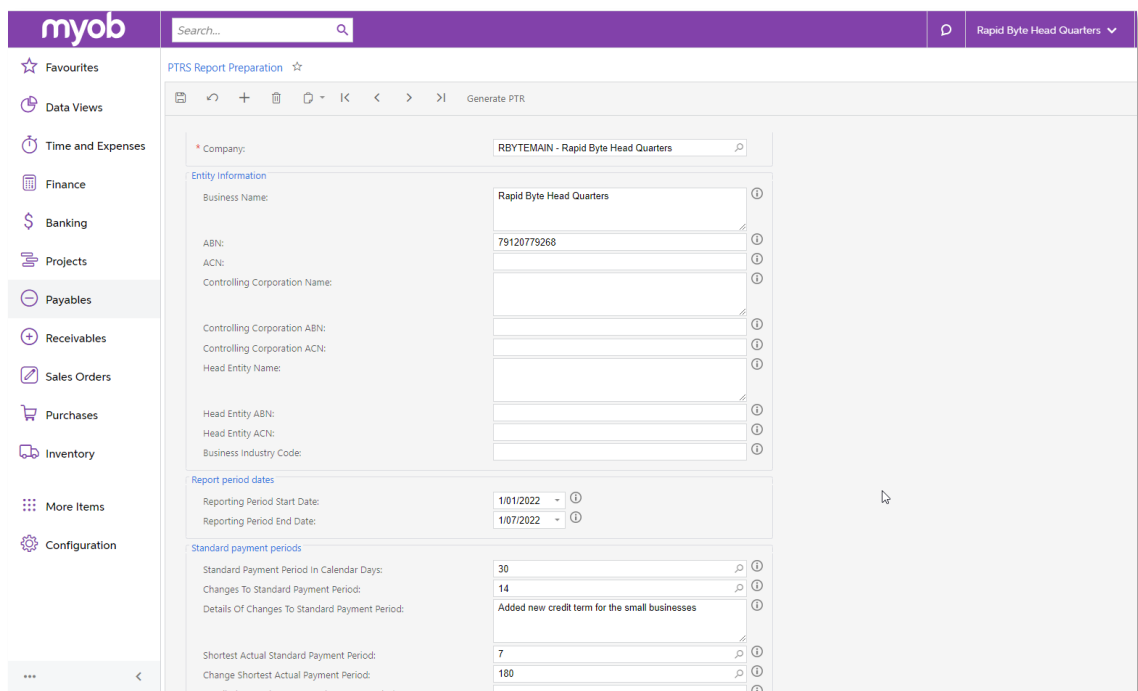 myob
Search...
Rapid Byte Head Quarters
Favourites
Data Views
Time and Expenses
Finance
Banking
Projects
Payables
Receivables
Sales Orders
Purchases
Inventory
More Items
Configuration
PTRS Report Preparation
Generate PTR
* Company: RBYTEMAIN - Rapid Byte Head Quarters
Entity Information
Business Name: Rapid Byte Head Quarters
ABN: 79120779268
ACN:
Controlling Corporation Name:
Controlling Corporation ABN:
Controlling Corporation ACN:
Head Entity Name:
Head Entity ABN:
Head Entity ACN:
Business Industry Code:
Report period dates
Reporting Period Start Date: 1/01/2022
Reporting Period End Date: 1/07/2022
Standard payment periods
Standard Payment Period In Calendar Days: 30
Changes To Standard Payment Period: 14
Details Of Changes To Standard Payment Period: Added new credit term for the small businesses
Shortest Actual Standard Payment Period: 7
Change Shortest Actual Payment Period: 180